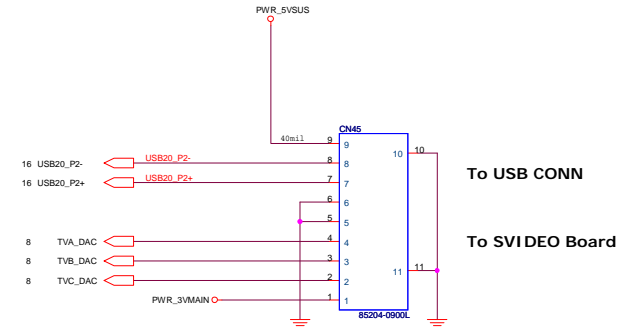 PWR_5VSUS
CN45
40mil 9 9
10 10
16 USB20_P2- USB20_P2- 8 8
To USB CONN
16 USB20_P2+ USB20_P2+ 7 7
6 6
5 5
8 TVA_DAC 4 4
To SVIDEO Board
8 TVB_DAC 3 3
11 11
8 TVC_DAC 2 2
PWR_3VMAIN 1 1
85204-0900L